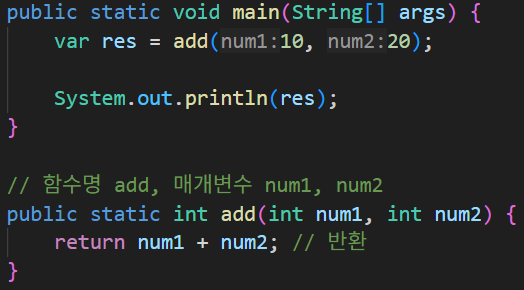 public static void main(String[] args) {
var res = add(num1:10, num2:20);
System.out.println(res);
}
// 함수명 add, 매개변수 num1, num2
public static int add(int num1, int num2) {
return num1 + num2; // 반환
}